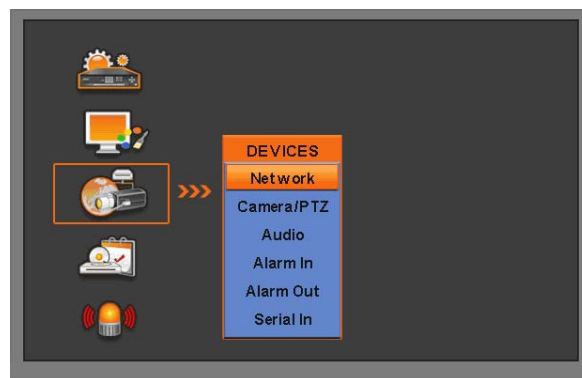 DEVICES
Network
Camera/PTZ
Audio
Alarm In
Alarm Out
Serial In